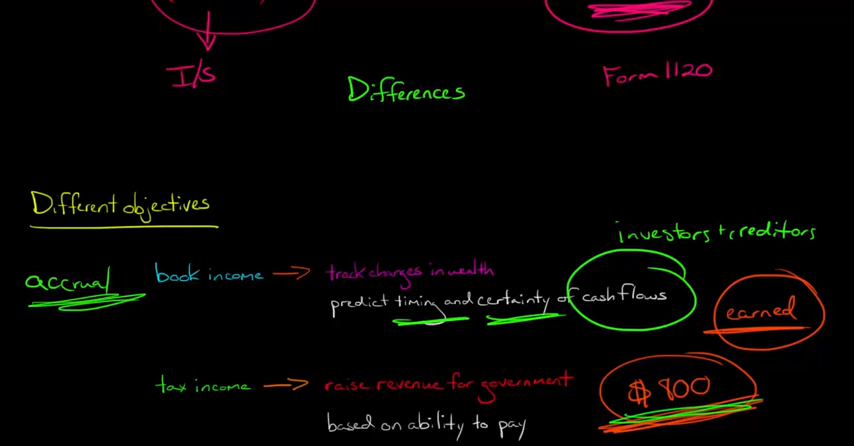 I/S
Form 1120
Differences
Different objectives
investors + creditors
accrual
book income → track changes in wealth
predict timing and certainty of cash flows
earned
tax income → raise revenue for government
$ 800
based on ability to pay